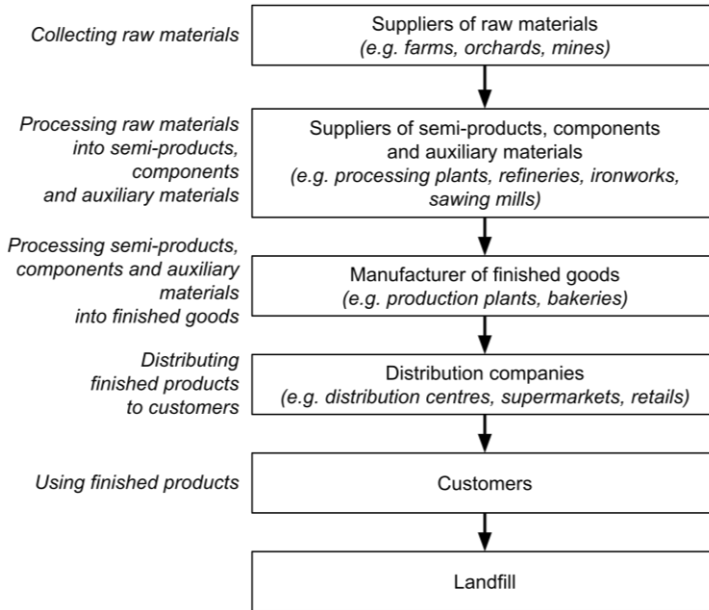 Collecting raw materials
Suppliers of raw materials
(e.g. farms, orchards, mines)
Processing raw materials
into semi-products,
components
and auxiliary materials
Suppliers of semi-products, components
and auxiliary materials
(e.g. processing plants, refineries, ironworks,
sawing mills)
Processing semi-products,
components and auxiliary
materials
into finished goods
Manufacturer of finished goods
(e.g. production plants, bakeries)
Distributing
finished products
to customers
Distribution companies
(e.g. distribution centres, supermarkets, retails)
Using finished products
Customers
Landfill